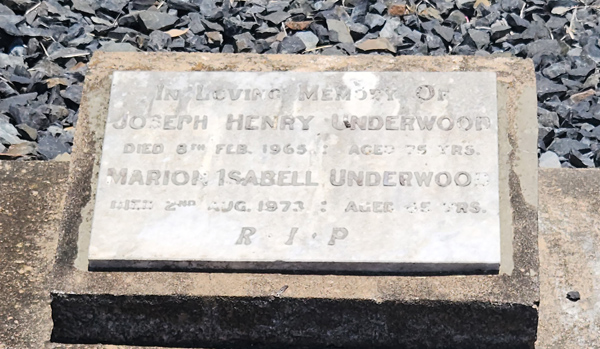 IN LOVING MEMORY OF
JOSEPH HENRY UNDERWOOD
DIED 8TH FEB. 1965 : AGED 75 YRS.
MARION ISABELL UNDERWOOD
DIED 2ND AUG. 1973 : AGED YRS.
R · I · P